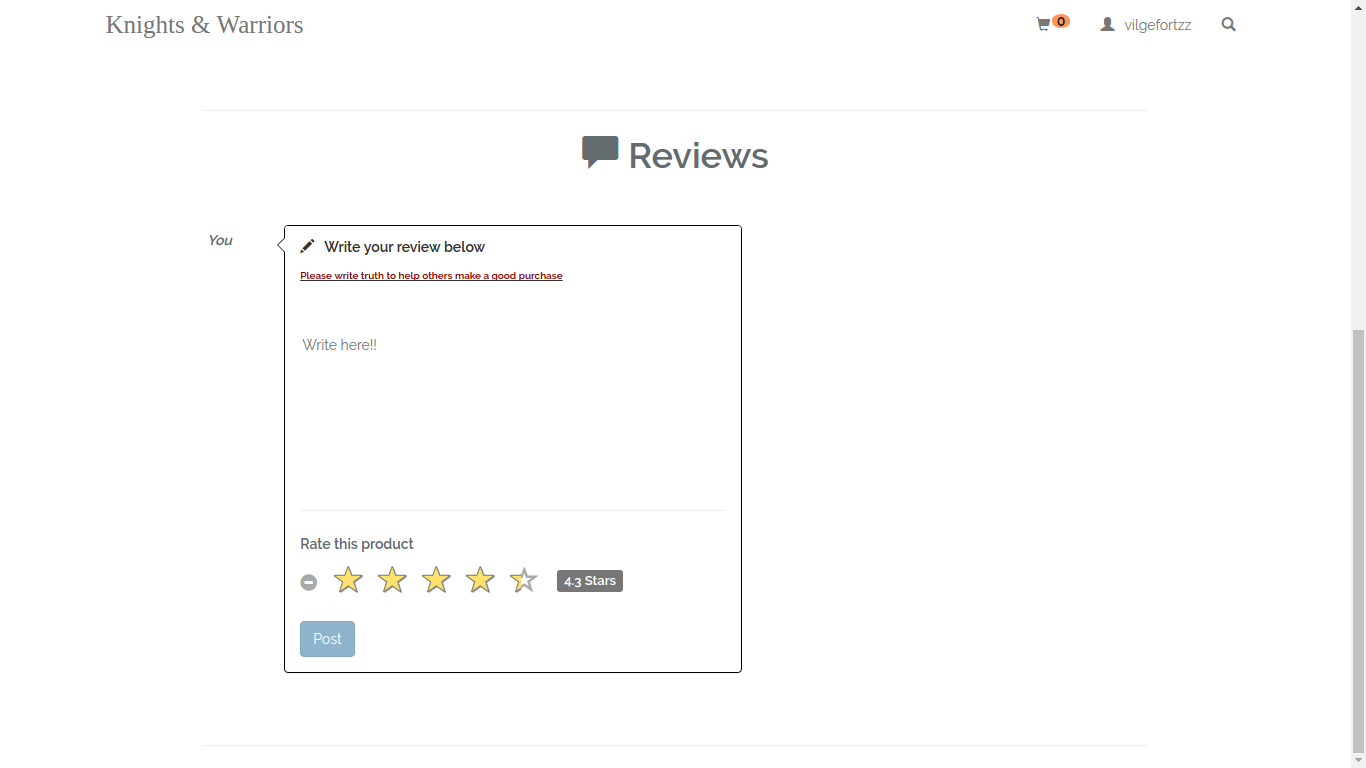 Knights & Warriors
0
vilgefortzz
Reviews
You
Write your review below
Please write truth to help others make a good purchase
Write here!!
Rate this product
4.3 Stars
Post